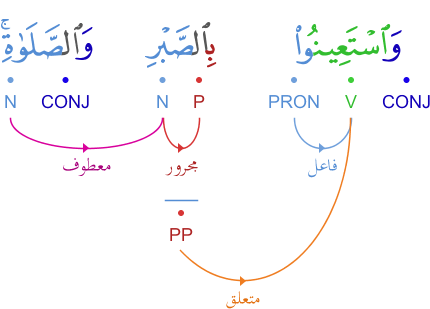 وَٱسْتَعِينُوا۟ بِٱلصَّبْرِ وَٱلصَّلَوٰةِ ۚ
CONJ V PRON P N CONJ N
فاعل مجرور معطوف
PP
متعلق